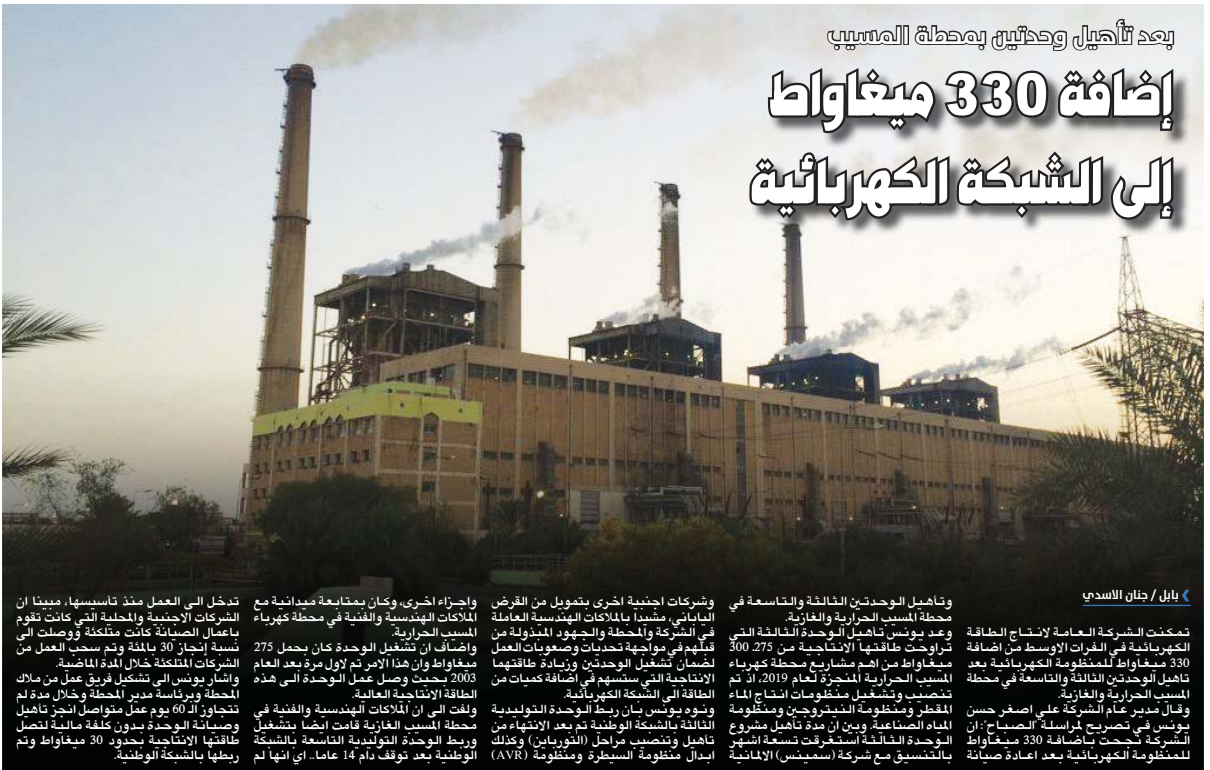 بعد تأهيل وحدتين بمحطة المسيب
إضافة 330 ميغاواط
إلى الشبكة الكهربائية
بابل / جنان الاسدي
تمكنت الشركة العامة لانتاج الطاقة
الكهربائية في الفرات الاوسط من اضافة
330 ميغاواط للمنظومة الكهربائية بعد
تاهيل الوحدتين الثالثة والتاسعة في محطة
المسيب الحرارية والغازية.
وقال مدير عام الشركة علي اصغر حسن
يونس في تصريح لمراسلة "الصباح": ان
الشركة نجحت باضافة 330 ميغاواط
للمنظومة الكهربائية بعد اعادة صيانة
وتأهيل الوحدتين الثالثة والتاسعة في
محطة المسيب الحرارية والغازية.
وعد يونس تأهيل الوحدة الثالثة التي
تراوحت طاقتها الانتاجية من 275ـ 300
ميغاواط من اهم مشاريع محطة كهرباء
المسيب الحرارية المنجزة لعام 2019، اذ تم
تنصيب وتشغيل منظومات انتاج الماء
المقطر ومنظومة النيتروجين ومنظومة
المياه الصناعية. وبين ان مدة تأهيل مشروع
الوحدة الثالثة استغرقت تسعة اشهر
بالتنسيق مع شركة (سمينس) الالمانية
وشركات اجنبية اخرى بتمويل من القرض
الياباني، مشيدا بالملاكات الهندسية العاملة
في الشركة والمحطة والجهود المبذولة من
قبلهم في مواجهة تحديات وصعوبات العمل
لضمان تشغيل الوحدتين وزيادة طاقتهما
الانتاجية التي ستسهم في اضافة كميات من
الطاقة الى الشبكة الكهربائية.
ونوه يونس بان ربط الوحدة التوليدية
الثالثة بالشبكة الوطنية تم بعد الانتهاء من
تأهيل وتنصيب مراحل (التورباين) وكذلك
ابدال منظومة السيطرة ومنظومة (AVR)
واجزاء اخرى، وكان بمتابعة ميدانية مع
الملاكات الهندسية والفنية في محطة كهرباء
المسيب الحرارية.
واضاف ان تشغيل الوحدة كان بحمل 275
ميغاواط وان هذا الامر تم لاول مرة بعد العام
2003 بحيث وصل عمل الوحدة الى هذه
الطاقة الانتاجية العالية.
ولفت الى ان الملاكات الهندسية والفنية في
محطة المسيب الغازية قامت ايضا بتشغيل
وربط الوحدة التوليدية التاسعة بالشبكة
الوطنية بعد توقف دام 14 عاما.. اي انها لم
تدخل الى العمل منذ تأسيسها، مبينا ان
الشركات الاجنبية والمحلية التي كانت تقوم
باعمال الصيانة كانت متلكئة ووصلت الى
نسبة إنجاز 30 بالمئة وتم سحب العمل من
الشركات المتلكئة خلال المدة الماضية.
واشار يونس الى تشكيل فريق عمل من ملاك
المحطة وبرئاسة مدير المحطة وخلال مدة لم
تتجاوز الـ 60 يوم عمل متواصل انجز تأهيل
وصيانة الوحدة بدون كلفة مالية لتصل
طاقتها الانتاجية بحدود 30 ميغاواط وتم
ربطها بالشبكة الوطنية.